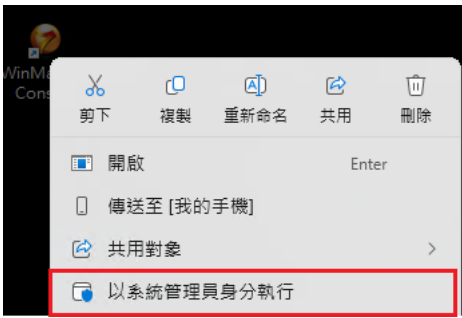 WinMa
Cons
剪下 複製 重新命名 共用 刪除
開啟 Enter
傳送至 [我的手機]
共用對象
以系統管理員身分執行